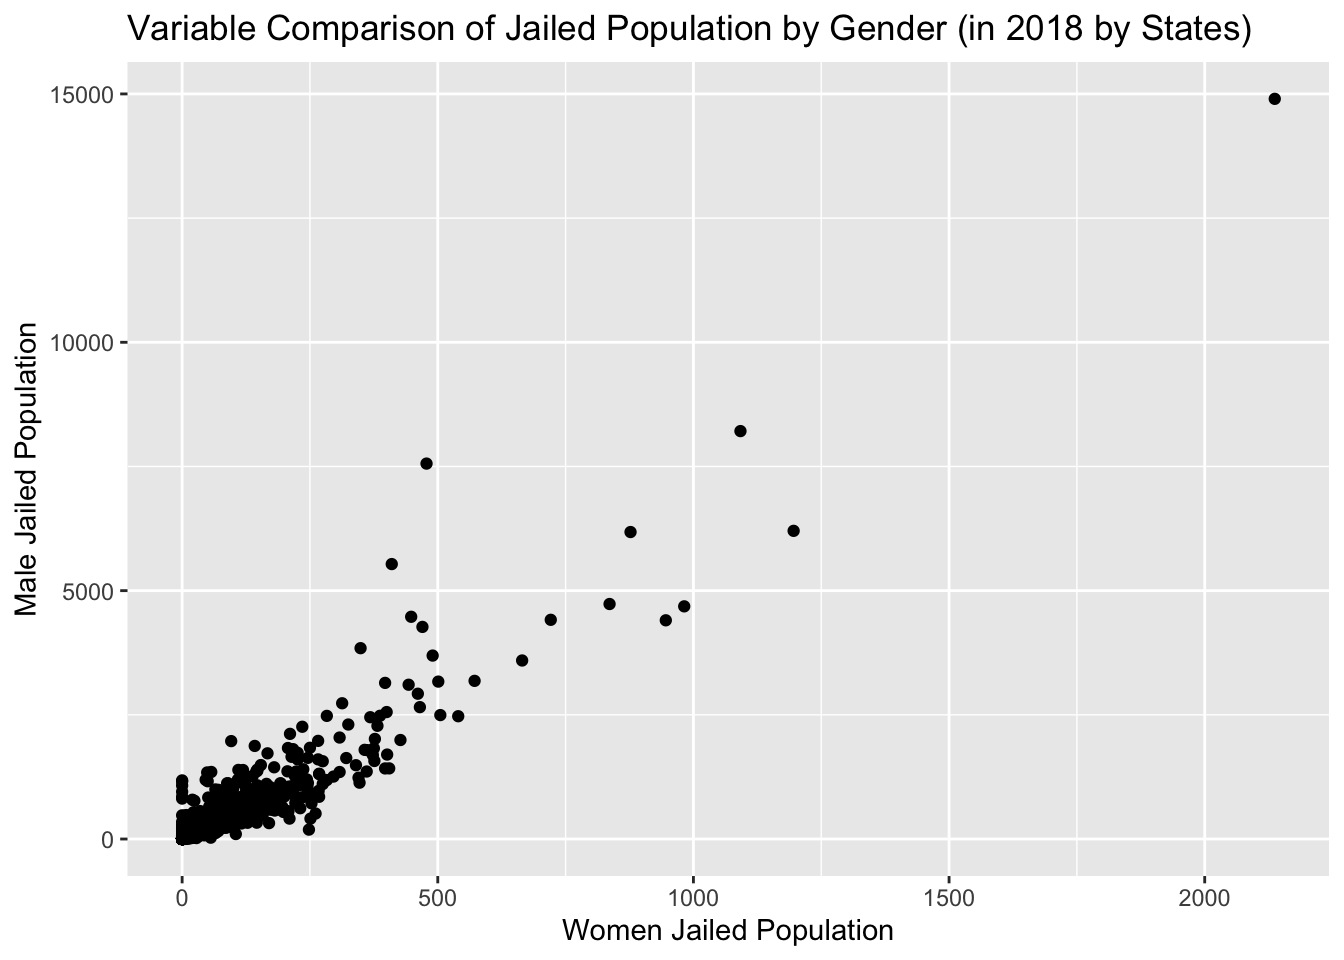 Variable Comparison of Jailed Population by Gender (in 2018 by States)
15000
10000
5000
0
Male Jailed Population
0 500 1000 1500 2000
Women Jailed Population